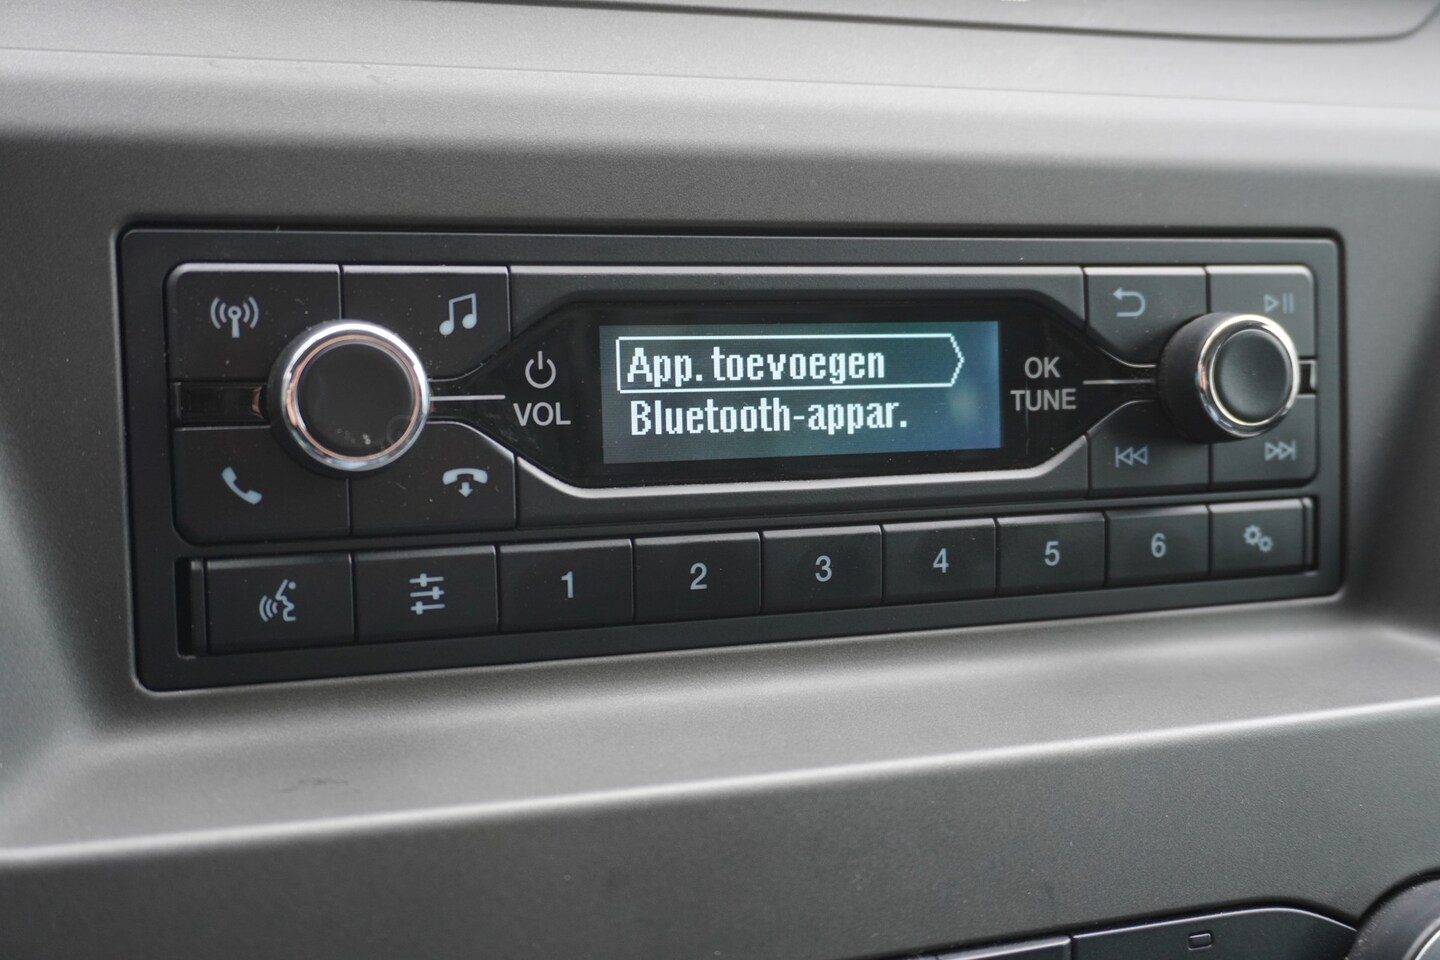 App. toevoegen
Bluetooth-appar.
VOL
OK
TUNE
1 2 3 4 5 6